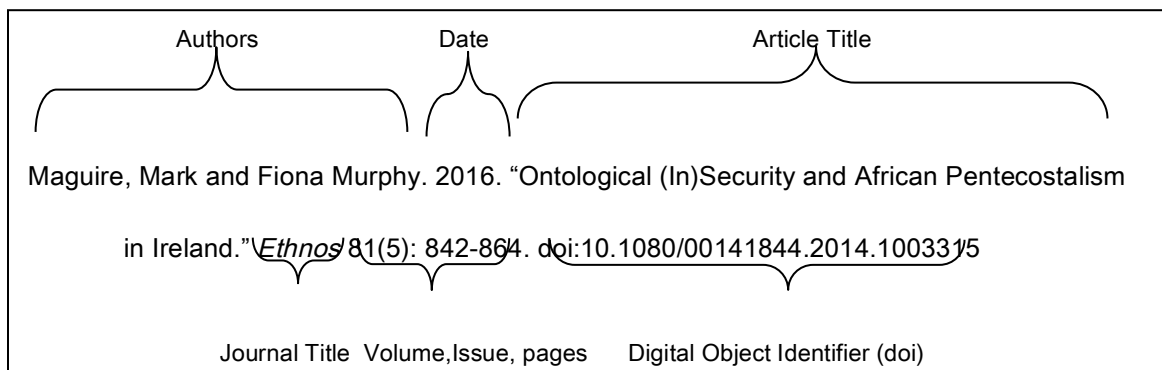 Authors Date Article Title
Maguire, Mark and Fiona Murphy. 2016. “Ontological (In)Security and African Pentecostalism
in Ireland.” Ethnos 81(5): 842-864. doi:10.1080/00141844.2014.1003315
Journal Title Volume,Issue, pages Digital Object Identifier (doi)